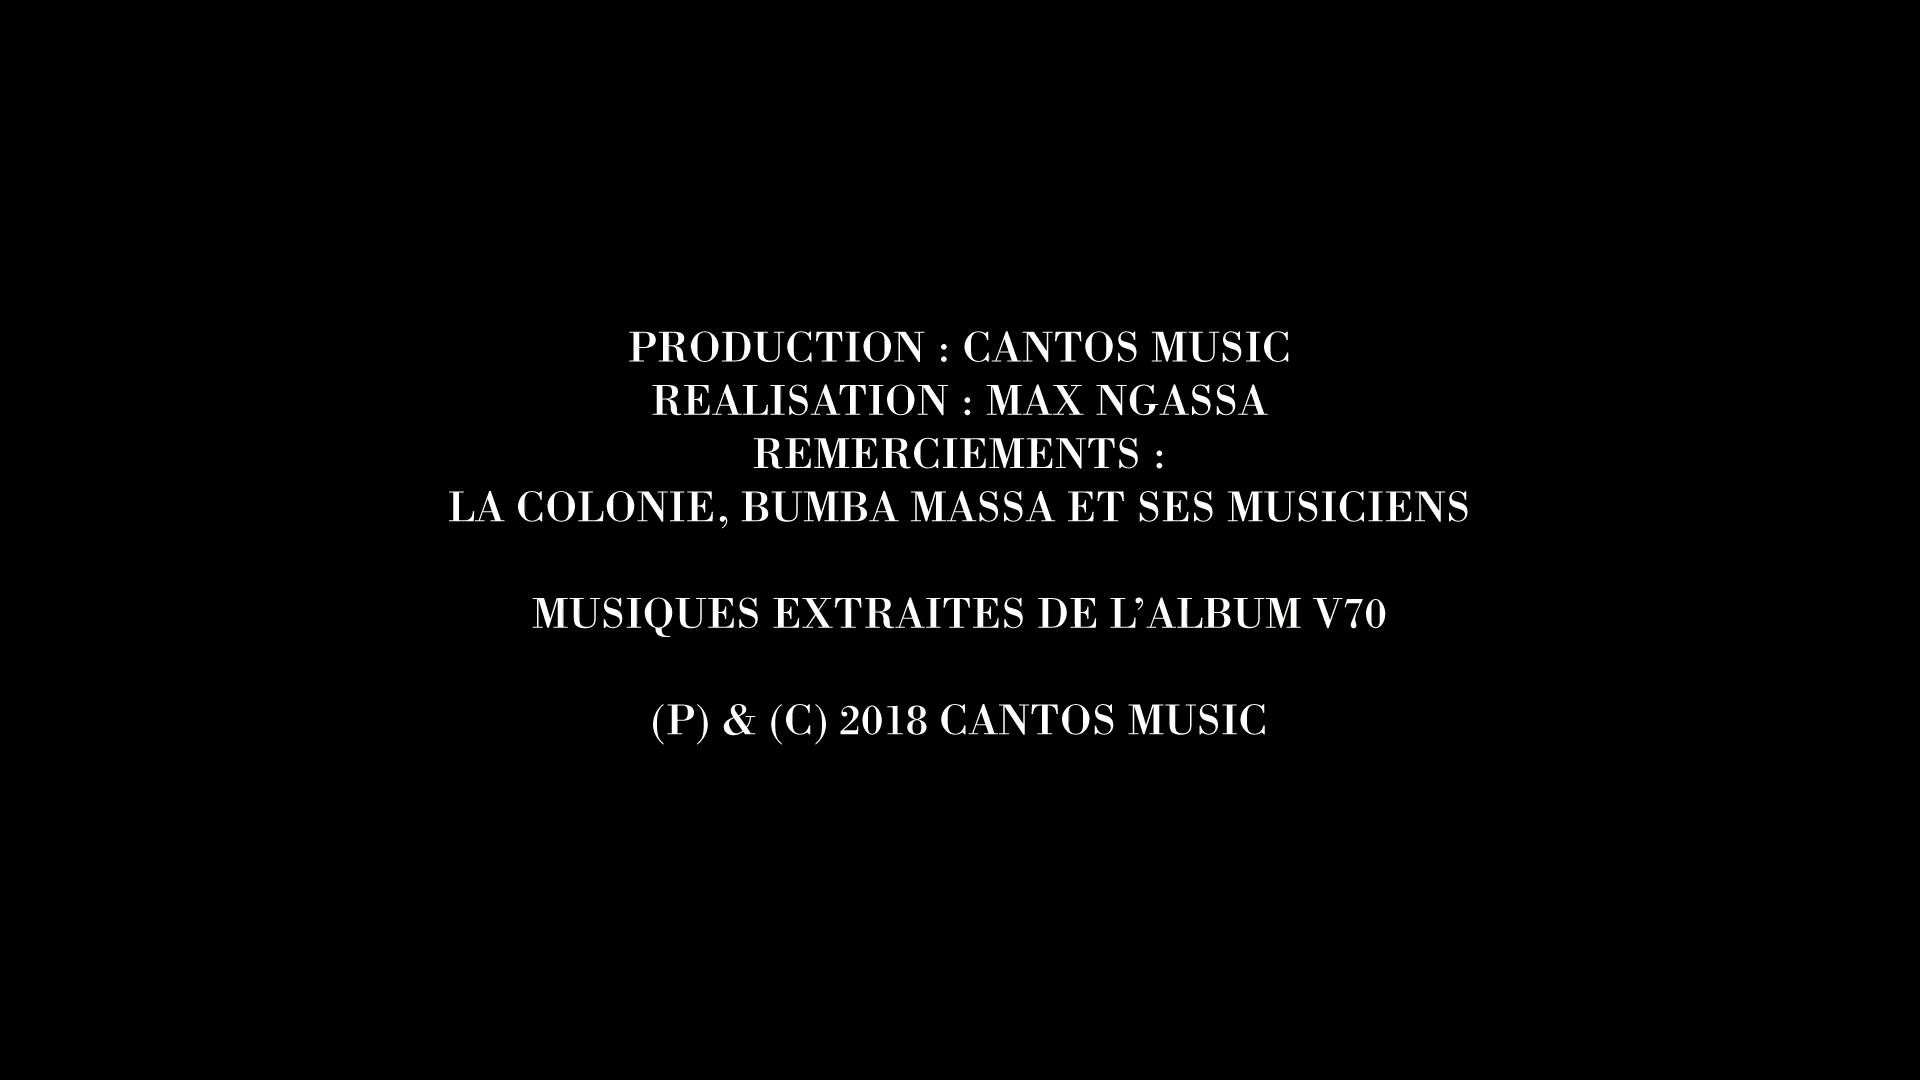 PRODUCTION : CANTOS MUSIC
REALISATION : MAX NGASSA
REMERCIEMENTS :
LA COLONIE, BUMBA MASSA ET SES MUSICIENS
MUSIQUES EXTRAITES DE L’ALBUM V70
(P) & (C) 2018 CANTOS MUSIC